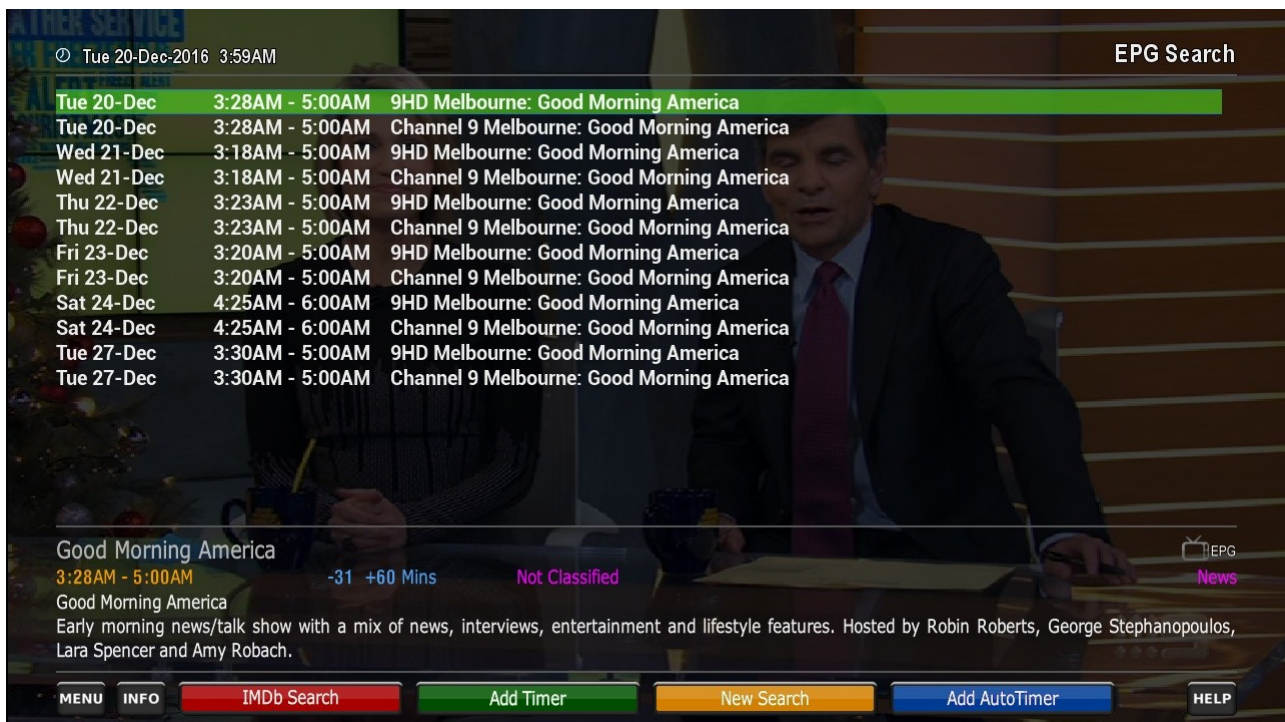 ATHER SERVICE
Tue 20-Dec-2016 3:59AM
EPG Search
Tue 20-Dec 3:28AM - 5:00AM 9HD Melbourne: Good Morning America
Tue 20-Dec 3:28AM - 5:00AM Channel 9 Melbourne: Good Morning America
Wed 21-Dec 3:18AM - 5:00AM 9HD Melbourne: Good Morning America
Wed 21-Dec 3:18AM - 5:00AM Channel 9 Melbourne: Good Morning America
Thu 22-Dec 3:23AM - 5:00AM 9HD Melbourne: Good Morning America
Thu 22-Dec 3:23AM - 5:00AM Channel 9 Melbourne: Good Morning America
Fri 23-Dec 3:20AM - 5:00AM 9HD Melbourne: Good Morning America
Fri 23-Dec 3:20AM - 5:00AM Channel 9 Melbourne: Good Morning America
Sat 24-Dec 4:25AM - 6:00AM 9HD Melbourne: Good Morning America
Sat 24-Dec 4:25AM - 6:00AM Channel 9 Melbourne: Good Morning America
Tue 27-Dec 3:30AM - 5:00AM 9HD Melbourne: Good Morning America
Tue 27-Dec 3:30AM - 5:00AM Channel 9 Melbourne: Good Morning America
Good Morning America
EPG
3:28AM - 5:00AM -31 +60 Mins Not Classified News
Good Morning America
Early morning news/talk show with a mix of news, interviews, entertainment and lifestyle features. Hosted by Robin Roberts, George Stephanopoulos,
Lara Spencer and Amy Robach.
MENU INFO IMDb Search Add Timer New Search Add AutoTimer HELP